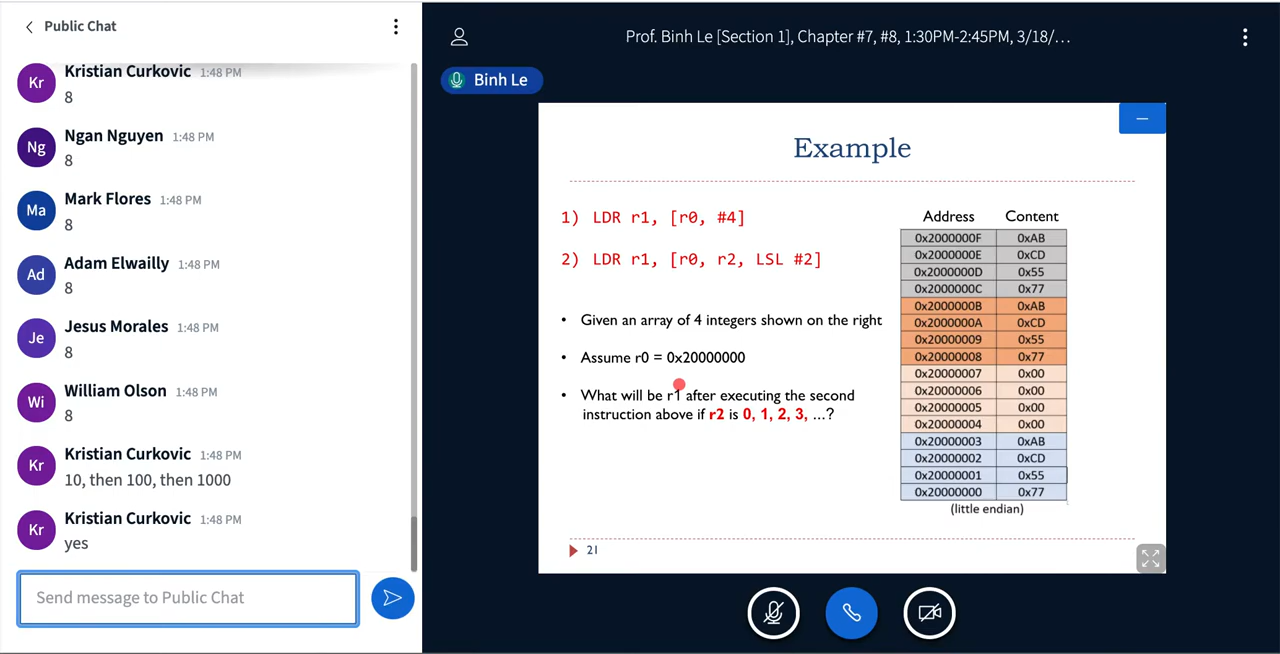 Public Chat
Kr
Kristian Curkovic 1:48 PM
8
Ng
Ngan Nguyen 1:48 PM
8
Ma
Mark Flores 1:48 PM
8
Ad
Adam Elwailly 1:48 PM
8
Je
Jesus Morales 1:48 PM
8
Wi
William Olson 1:48 PM
8
Kr
Kristian Curkovic 1:48 PM
10, then 100, then 1000
Kr
Kristian Curkovic 1:48 PM
yes
Send message to Public Chat
Prof. Binh Le [Section 1], Chapter #7, #8, 1:30PM-2:45PM, 3/18/…
Binh Le
Example
1) LDR r1, [r0, #4]
2) LDR r1, [r0, r2, LSL #2]
• Given an array of 4 integers shown on the right
• Assume r0 = 0x20000000
• What will be r1 after executing the second
instruction above if r2 is 0, 1, 2, 3, ...?
Address Content
0x2000000F 0xAB
0x2000000E 0xCD
0x2000000D 0x55
0x2000000C 0x77
0x2000000B 0xAB
0x2000000A 0xCD
0x20000009 0x55
0x20000008 0x77
0x20000007 0x00
0x20000006 0x00
0x20000005 0x00
0x20000004 0x00
0x20000003 0xAB
0x20000002 0xCD
0x20000001 0x55
0x20000000 0x77
(little endian)
21